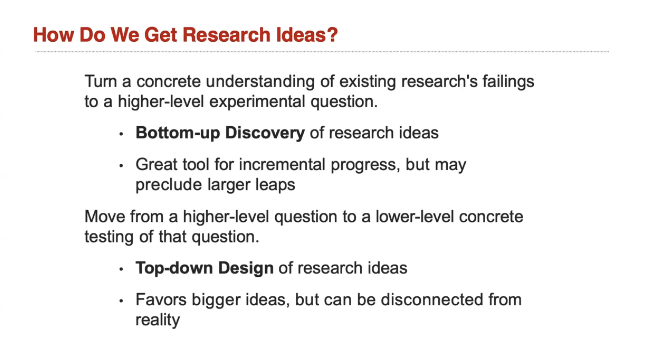 How Do We Get Research Ideas?
Turn a concrete understanding of existing research's failings
to a higher-level experimental question.
• Bottom-up Discovery of research ideas
• Great tool for incremental progress, but may
preclude larger leaps
Move from a higher-level question to a lower-level concrete
testing of that question.
• Top-down Design of research ideas
• Favors bigger ideas, but can be disconnected from
reality